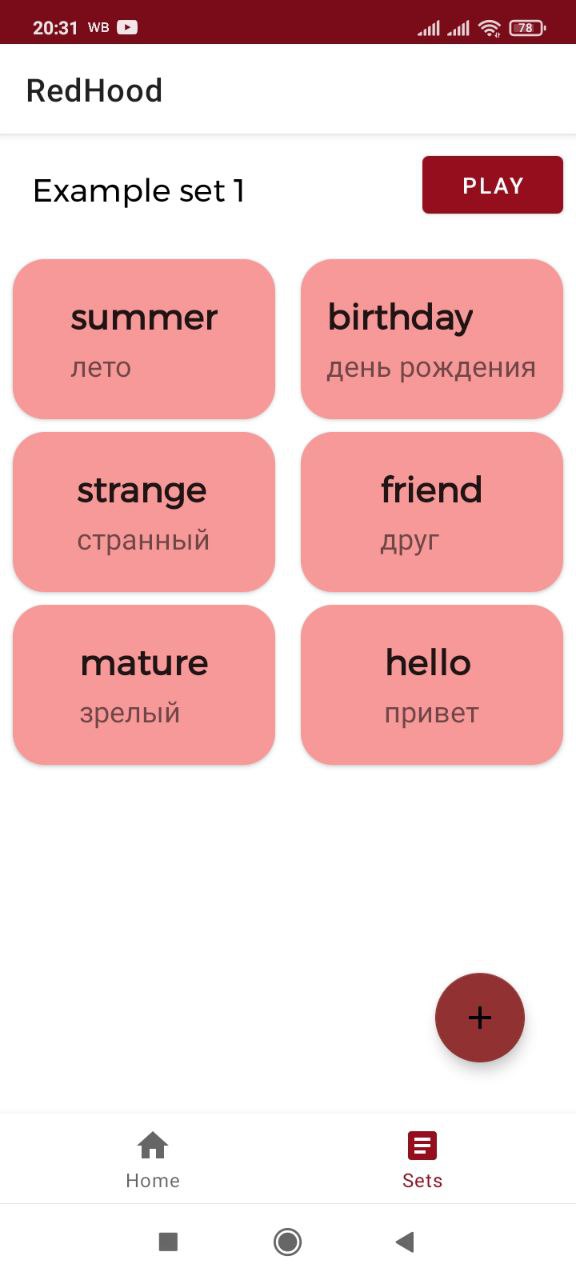 20:31 WB 78
RedHood
Example set 1
PLAY
summer
лето
birthday
день рождения
strange
странный
friend
друг
mature
зрелый
hello
привет
+
Home
Sets